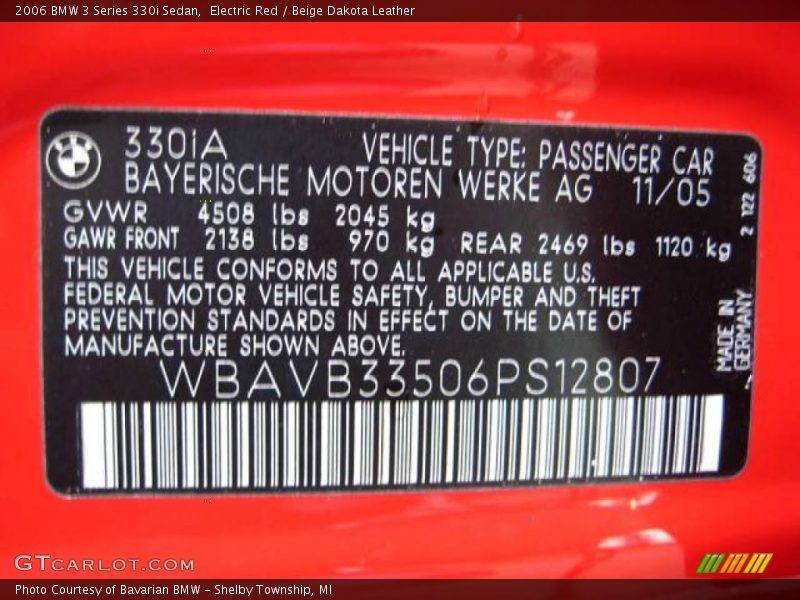 2006 BMW 3 Series 330i Sedan,  Electric Red / Beige Dakota Leather
330iA VEHICLE TYPE: PASSENGER CAR
BAYERISCHE MOTOREN WERKE AG 11/05
GVWR 4508 lbs 2045 kg
GAWR FRONT 2138 lbs 970 kg REAR 2469 lbs 1120 kg
THIS VEHICLE CONFORMS TO ALL APPLICABLE U.S.
FEDERAL MOTOR VEHICLE SAFETY, BUMPER AND THEFT
PREVENTION STANDARDS IN EFFECT ON THE DATE OF
MANUFACTURE SHOWN ABOVE.
WBAVB33506PS12807
2 122 606
MADE IN
GERMANY
GTCARLOT.COM
Photo Courtesy of Bavarian BMW – Shelby Township, MI